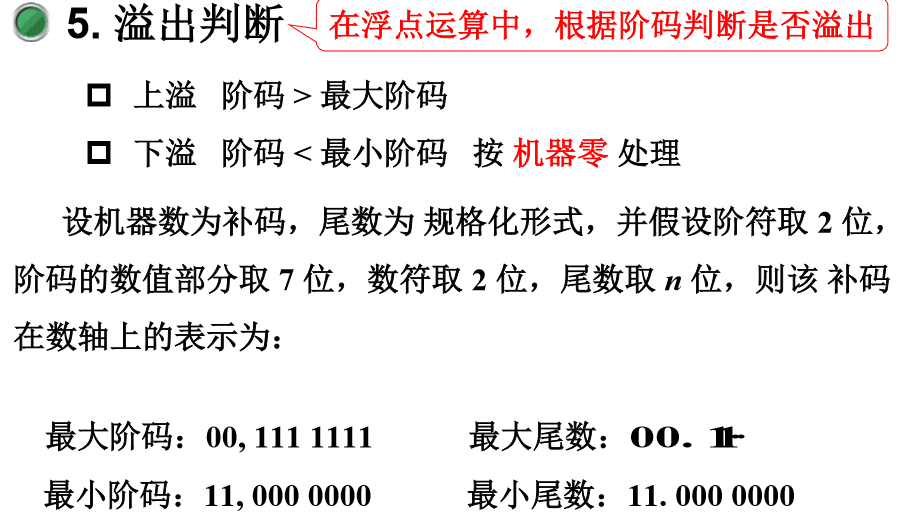 5. 溢出判断
在浮点运算中，根据阶码判断是否溢出
上溢 阶码 > 最大阶码
下溢 阶码 < 最小阶码 按 机器零 处理
设机器数为补码，尾数为 规格化形式，并假设阶符取 2 位，
阶码的数值部分取 7 位，数符取 2 位，尾数取 n 位，则该 补码
在数轴上的表示为：
最大阶码：00, 111 1111 最大尾数：00.
最小阶码：11, 000 0000 最小尾数：11. 000 0000